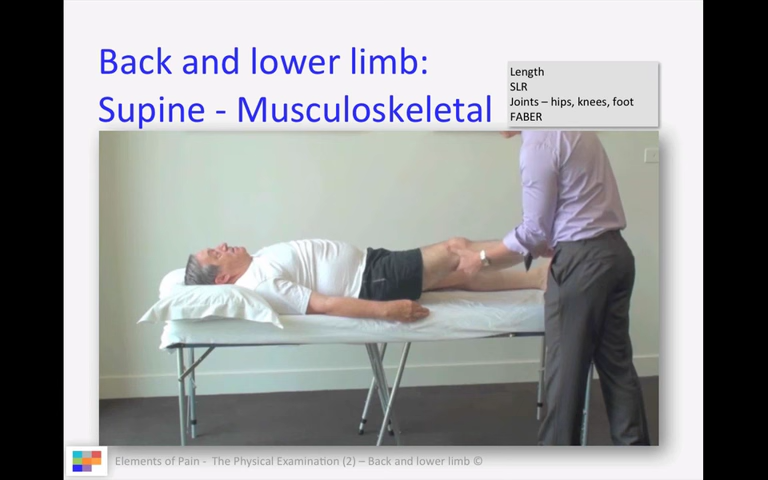 Back and lower limb:
Supine - Musculoskeletal
Length
SLR
Joints – hips, knees, foot
FABER
Elements of Pain - The Physical Examination (2) – Back and lower limb ©